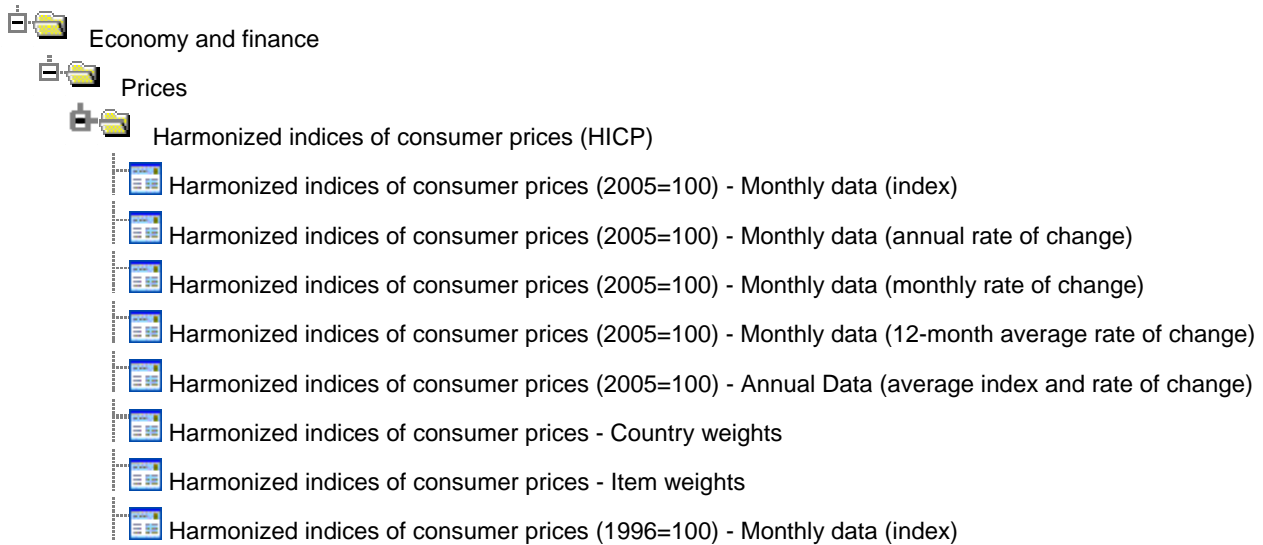 Economy and finance
Prices
Harmonized indices of consumer prices (HICP)
Harmonized indices of consumer prices (2005=100) - Monthly data (index)
Harmonized indices of consumer prices (2005=100) - Monthly data (annual rate of change)
Harmonized indices of consumer prices (2005=100) - Monthly data (monthly rate of change)
Harmonized indices of consumer prices (2005=100) - Monthly data (12-month average rate of change)
Harmonized indices of consumer prices (2005=100) - Annual Data (average index and rate of change)
Harmonized indices of consumer prices - Country weights
Harmonized indices of consumer prices - Item weights
Harmonized indices of consumer prices (1996=100) - Monthly data (index)